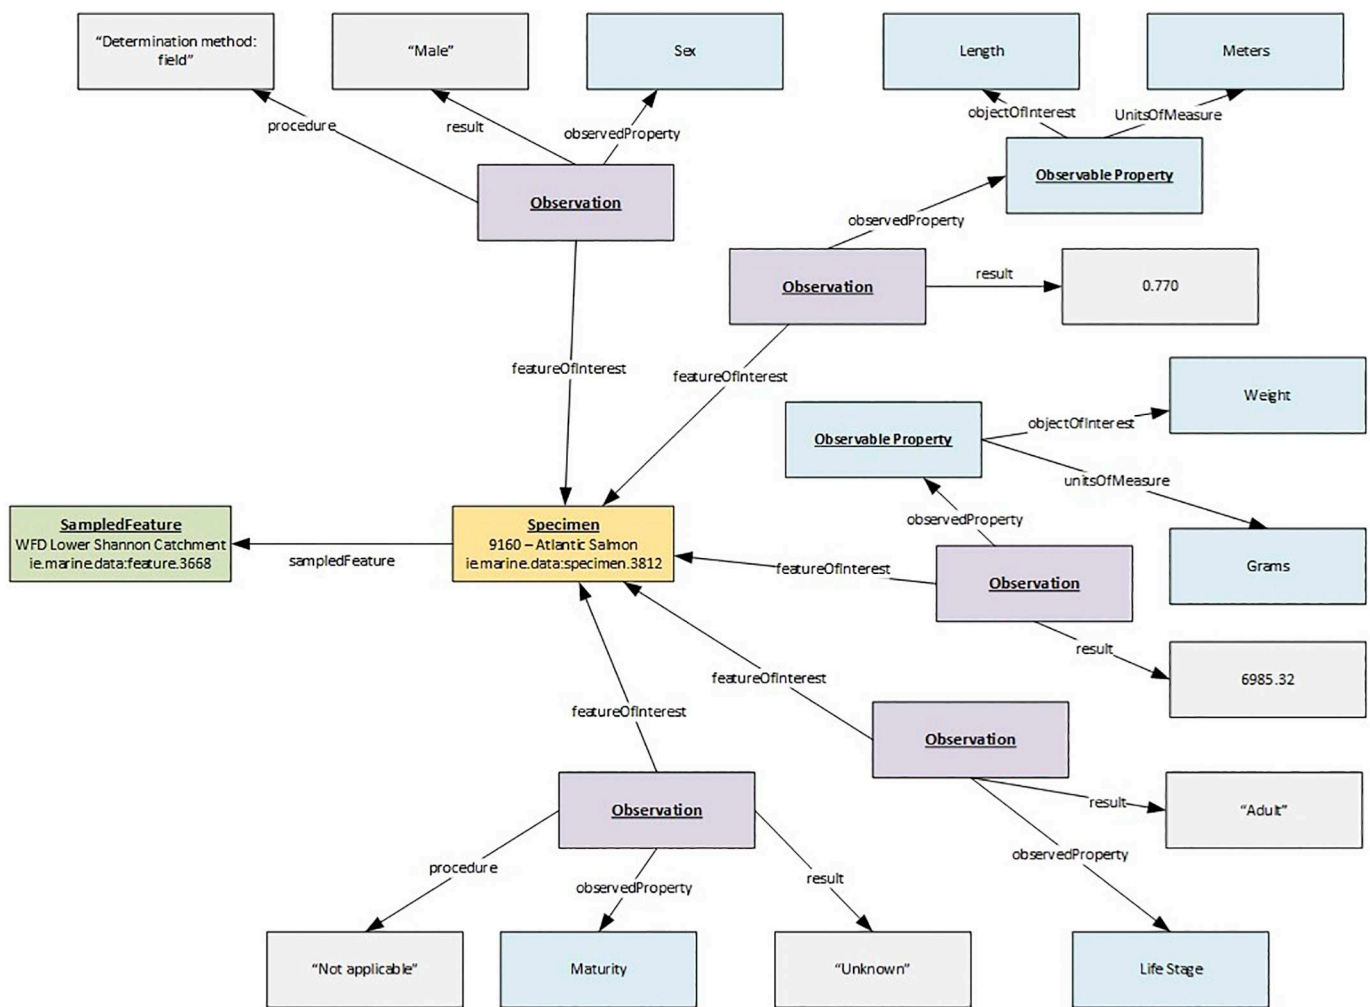 “Determination method:
field”
“Male”
Sex
Length
Meters
procedure
result
observedProperty
objectOfInterest
UnitsOfMeasure
Observation
Observable Property
observedProperty
Observation
result
0.770
featureOfInterest
featureOfInterest
Weight
Observable Property
objectOfInterest
unitsOfMeasure
observedProperty
SampledFeature
WFD Lower Shannon Catchment
ie.marine.data:feature.3668
sampledFeature
Specimen
9160 – Atlantic Salmon
ie.marine.data:specimen.3812
featureOfInterest
Observation
Grams
result
6985.32
featureOfInterest
featureOfInterest
Observation
result
“Adult”
Observation
observedProperty
procedure
observedProperty
result
“Not applicable”
Maturity
“Unknown”
Life Stage